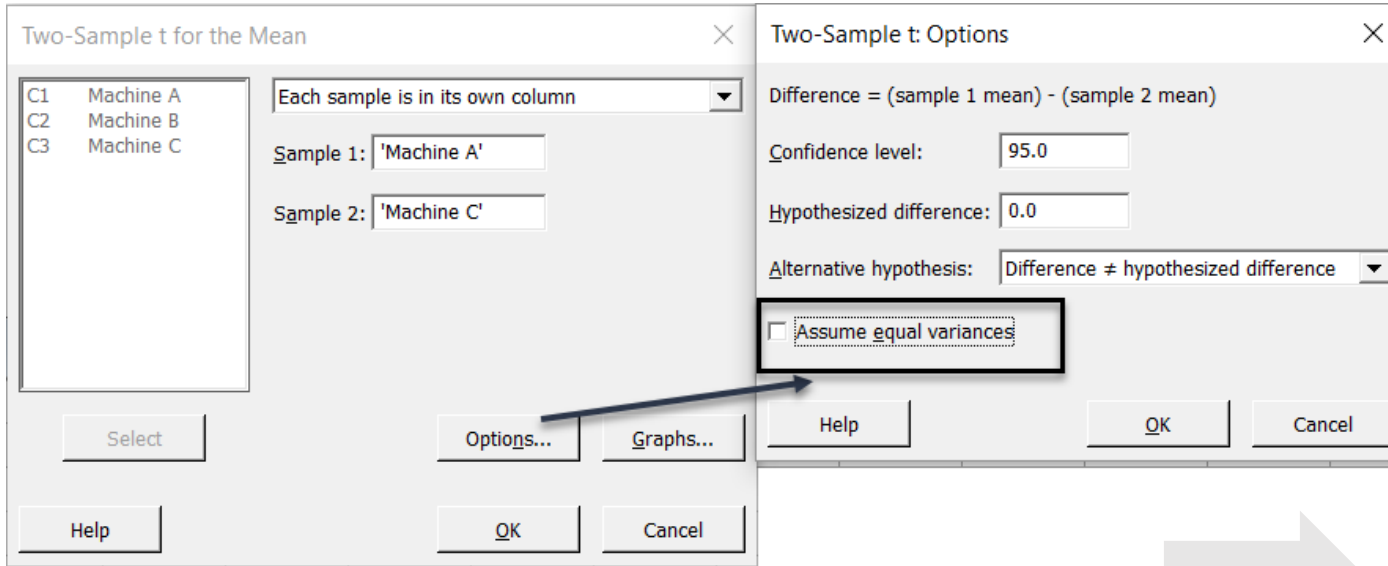 Two-Sample t for the Mean
C1 Machine A
C2 Machine B
C3 Machine C
Each sample is in its own column
Sample 1: 'Machine A'
Sample 2: 'Machine C'
Select
Options...
Graphs...
Help
OK
Cancel
Two-Sample t: Options
Difference = (sample 1 mean) - (sample 2 mean)
Confidence level: 95.0
Hypothesized difference: 0.0
Alternative hypothesis: Difference ≠ hypothesized difference
Assume equal variances
Help
OK
Cancel